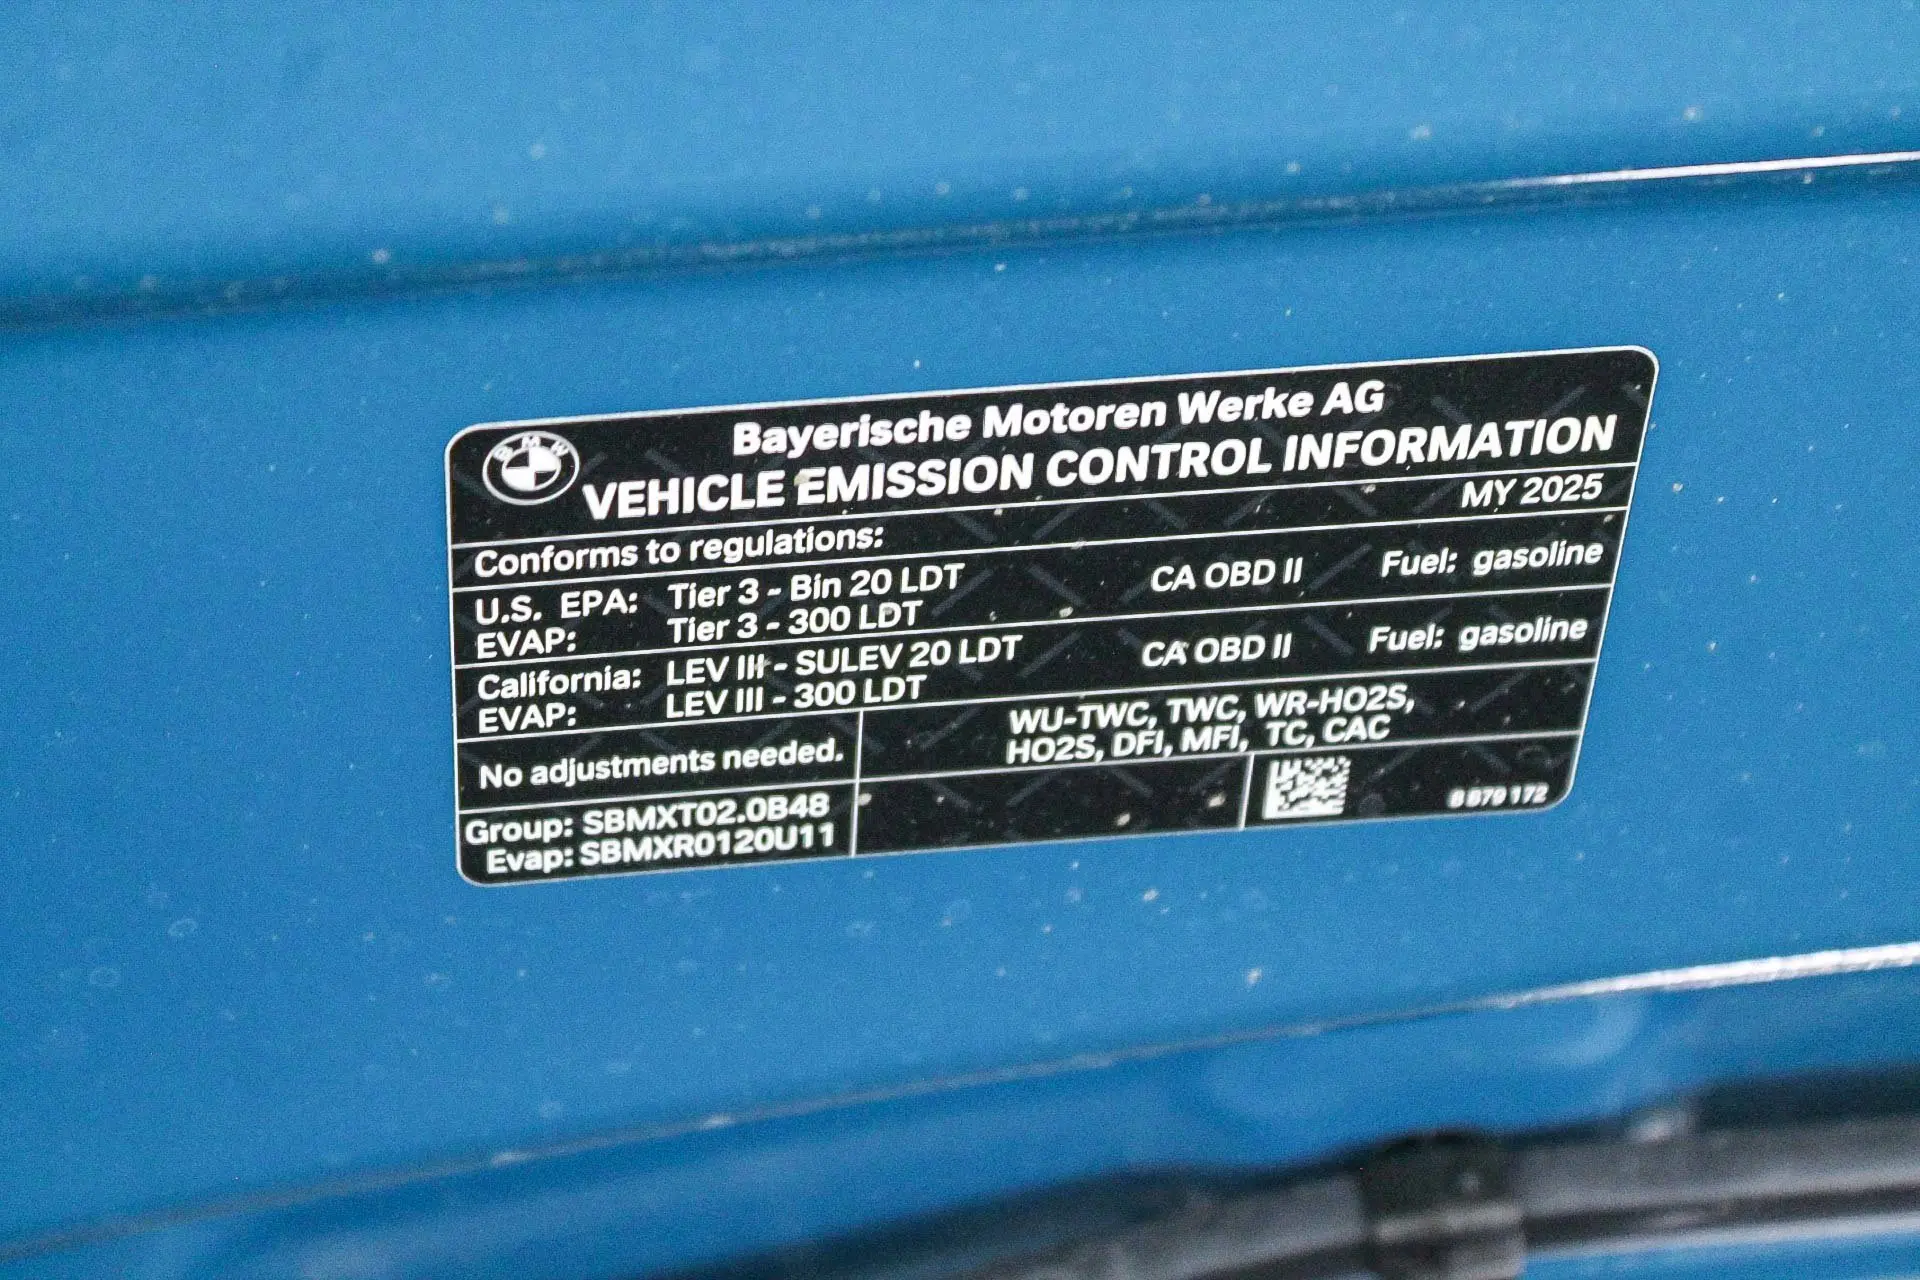 BMW
Bayerische Motoren Werke AG
VEHICLE EMISSION CONTROL INFORMATION
MY 2025
Conforms to regulations:
U.S. EPA: Tier 3 - Bin 20 LDT CA OBD II Fuel: gasoline
EVAP: Tier 3 - 300 LDT
California: LEV III - SULEV 20 LDT CA OBD II Fuel: gasoline
EVAP: LEV III - 300 LDT
No adjustments needed.
WU-TWC, TWC, WR-HO2S,
HO2S, DFI, MFI, TC, CAC
Group: SBMXT02.0B48
Evap: SBMXR0120U11